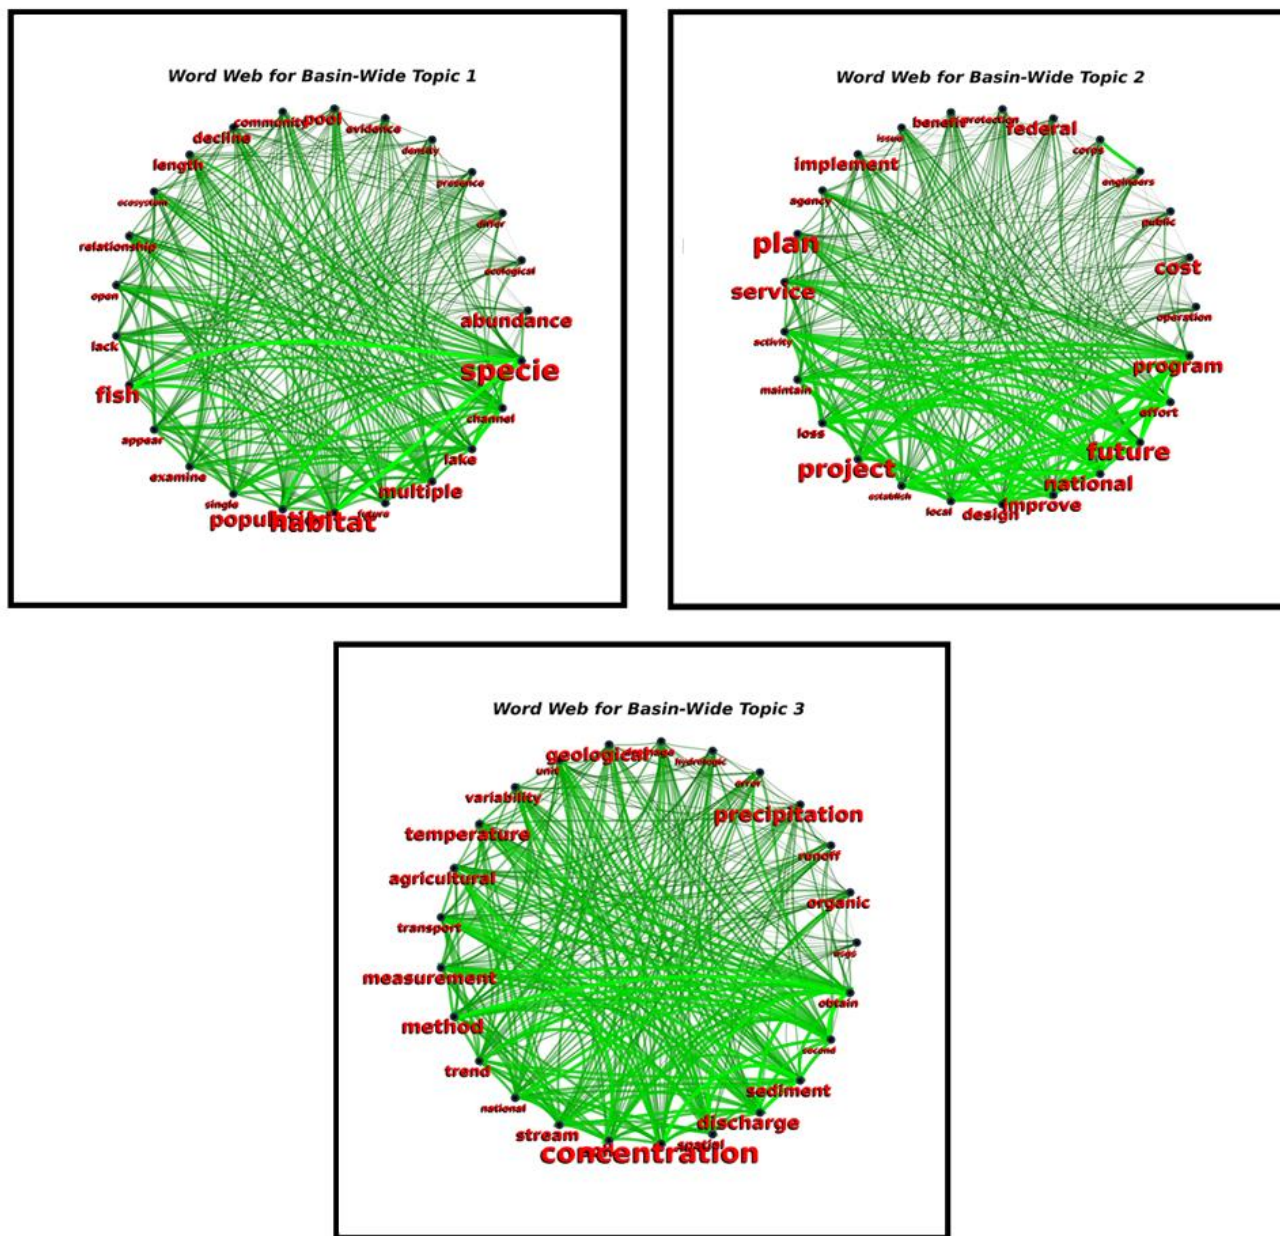 Word Web for Basin-Wide Topic 1
community
pool
evidence
decline
density
length
presence
ecosystem
differ
relationship
ecological
open
abundance
lack
specie
fish
channel
appear
lake
examine
multiple
single
future
population
habitat
Word Web for Basin-Wide Topic 2
benefit
protection
federal
issue
corps
implement
engineers
agency
public
plan
cost
service
operation
activity
program
maintain
effort
loss
future
project
national
establish
improve
local
design
Word Web for Basin-Wide Topic 3
geological
hydrologic
unit
error
variability
precipitation
temperature
runoff
agricultural
organic
transport
usgs
measurement
obtain
method
second
trend
sediment
national
discharge
stream
spatial
concentration